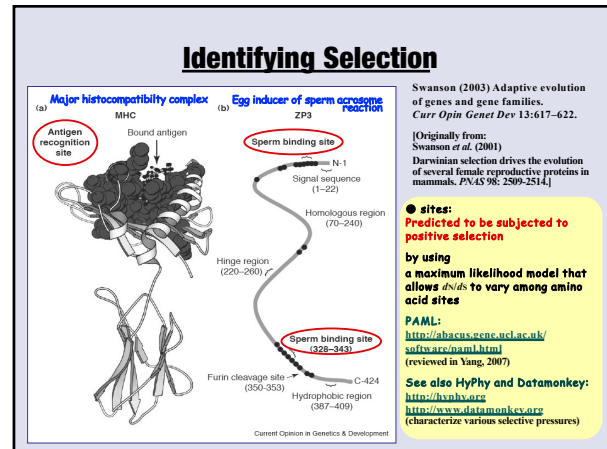 Identifying Selection
Major histocompatibilty complex
(a)
MHC
Antigen
recognition
site
Bound antigen
Egg inducer of sperm acrosome
reaction
(b)
ZP3
Sperm binding site
N-1
Signal sequence
(1–22)
Homologous region
(70–240)
Hinge region
(220–260)
Sperm binding site
(328–343)
Furin cleavage site
(350-353)
C-424
Hydrophobic region
(387–409)
Current Opinion in Genetics & Development
Swanson (2003) Adaptive evolution
of genes and gene families.
Curr Opin Genet Dev 13:617–622.
[Originally from:
Swanson et al. (2001)
Darwinian selection drives the evolution
of several female reproductive proteins in
mammals. PNAS 98: 2509-2514.]
● sites:
Predicted to be subjected to
positive selection
by using
a maximum likelihood model that
allows dN/dS to vary among amino
acid sites
PAML:
http://abacus.gene.ucl.ac.uk/
software/paml.html
(reviewed in Yang, 2007)
See also HyPhy and Datamonkey:
http://hyphy.org
http://www.datamonkey.org
(characterize various selective pressures)